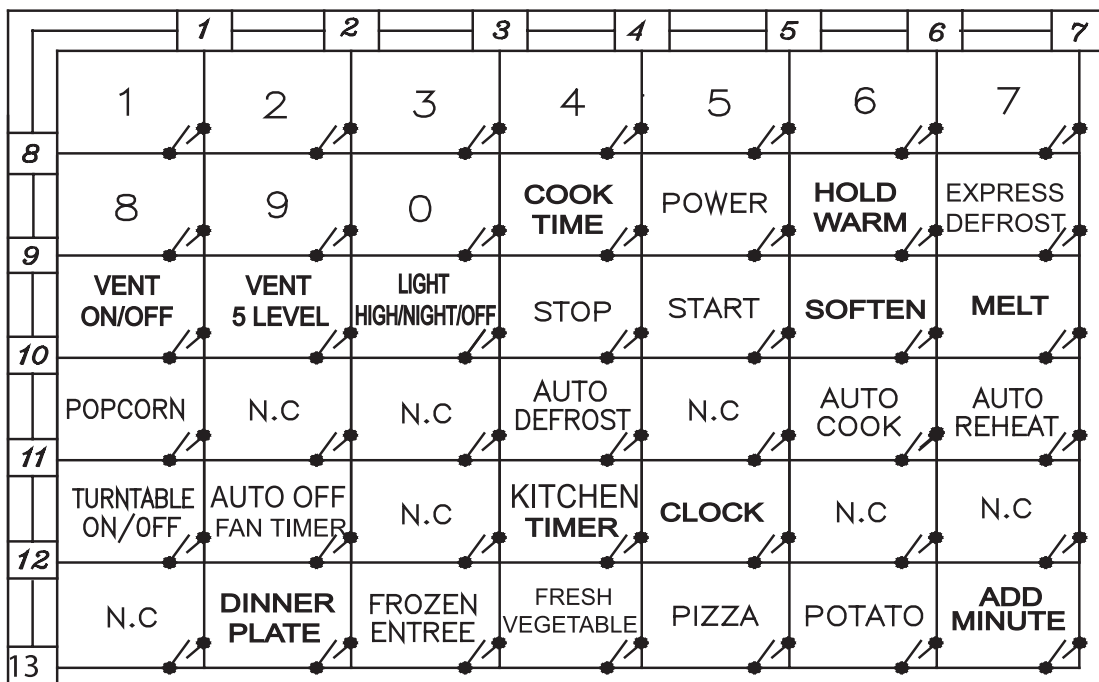 1 2 3 4 5 6 7
1 2 3 4 5 6 7
8
8 9 0 COOK TIME POWER HOLD WARM EXPRESS DEFROST
9
VENT ON/OFF VENT 5 LEVEL LIGHT HIGH/NIGHT/OFF STOP START SOFTEN MELT
10
POPCORN N.C N.C AUTO DEFROST N.C AUTO COOK AUTO REHEAT
11
TURNTABLE ON/OFF AUTO OFF FAN TIMER N.C KITCHEN TIMER CLOCK N.C N.C
12
N.C DINNER PLATE FROZEN ENTREE FRESH VEGETABLE PIZZA POTATO ADD MINUTE
13